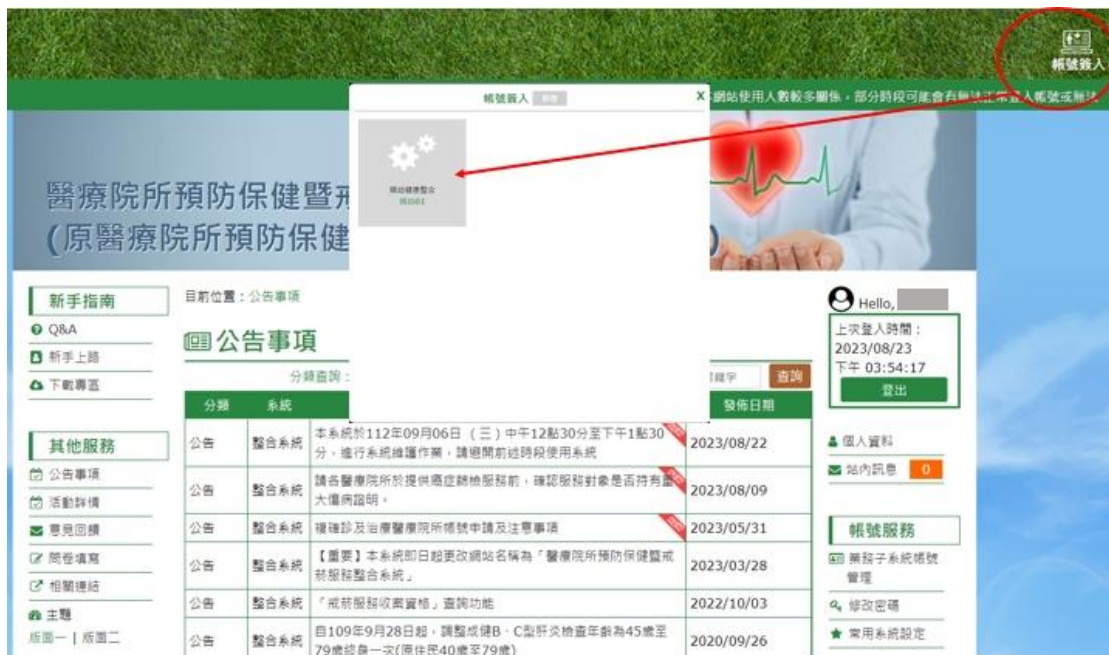 帳號簽入
帳號簽入
X
本網站使用人數較多關係,部分時段可能會有無法正常登入帳號或無法
婦幼健康整合
醫療院所預防保健暨戒
(原醫療院所預防保健
新手指南
Q&A
新手上路
下載專區
其他服務
公告事項
活動詳情
意見回饋
問卷填寫
相關連結
主題
版面一 | 版面二
目前位置:公告事項
公告事項
分類查詢:
關鍵字
查詢
分類 系統 發佈日期
公告 整合系統 本系統於112年09月06日 (三)中午12點30分至下午1點30分,進行系統維護作業,請避開前述時段使用系統 2023/08/22
公告 整合系統 請各醫療院所於提供癌症篩檢服務前,確認服務對象是否持有重大傷病證明。 2023/08/09
公告 整合系統 複確診及治療醫療院所帳號申請及注意事項 2023/05/31
公告 整合系統 【重要】本系統即日起更改網站名稱為「醫療院所預防保健暨戒菸服務整合系統」 2023/03/28
公告 整合系統 「戒菸服務收案資格」查詢功能 2022/10/03
公告 整合系統 自109年9月28日起,調整成健B、C型肝炎檢查年齡為45歲至79歲終身一次(原住民40歲至79歲) 2020/09/26
Hello,
上次登入時間:
2023/08/23
下午 03:54:17
登出
個人資料
站內訊息 0
帳號服務
業務子系統帳號
管理
修改密碼
常用系統設定